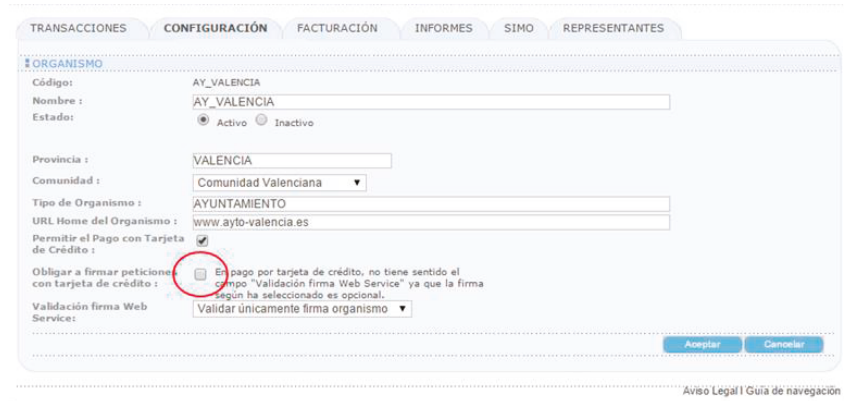 TRANSACCIONES CONFIGURACIÓN FACTURACIÓN INFORMES SIMO REPRESENTANTES
ORGANISMO
Código: AY_VALENCIA
Nombre : AY_VALENCIA
Estado: Activo Inactivo
Provincia : VALENCIA
Comunidad : Comunidad Valenciana
Tipo de Organismo : AYUNTAMIENTO
URL Home del Organismo : www.ayto-valencia.es
Permitir el Pago con Tarjeta
de Crédito :
Obligar a firmar peticiones En pago por tarjeta de crédito, no tiene sentido el
con tarjeta de crédito : campo "Validación firma Web Service" ya que la firma
según ha seleccionado es opcional.
Validación firma Web Validar únicamente firma organismo
Service:
Aceptar Cancelar
Aviso Legal I Guía de navegación